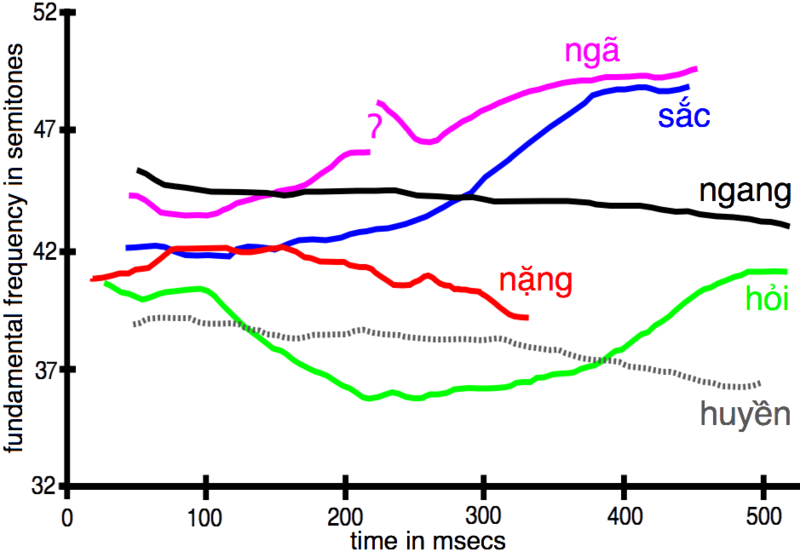 52
ngã
ʔ
47
sắc
ngang
42
nặng
hỏi
37
huyền
32
0
100
200
300
400
500
time in msecs
fundamental frequency in semitones